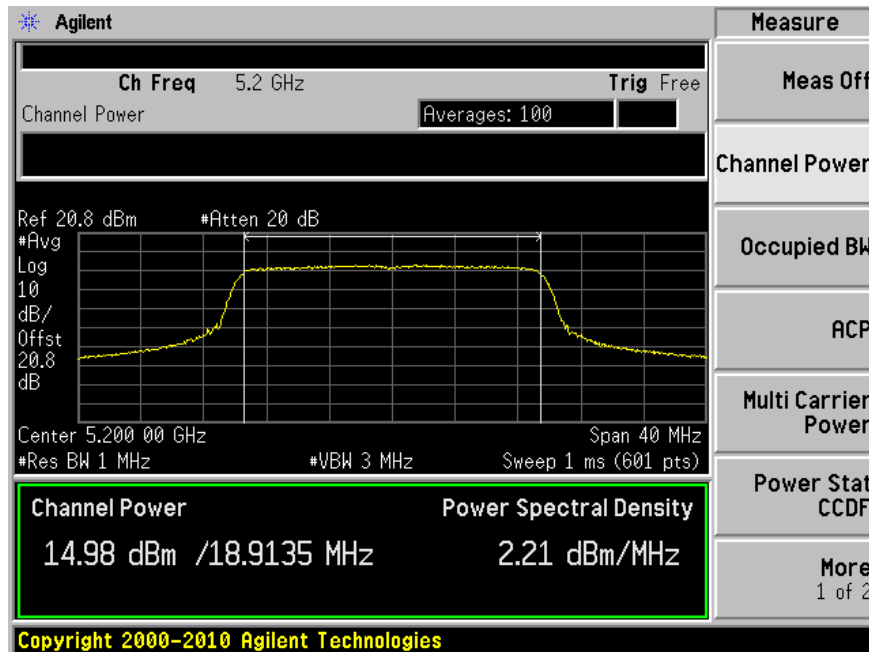 Agilent
Measure
Ch Freq 5.2 GHz Trig Free
Meas Off
Channel Power Averages: 100
Channel Power
Ref 20.8 dBm #Atten 20 dB
#Avg
Log
10
dB/
Offst
20.8
dB
Occupied BW
ACP
Multi Carrier
Power
Center 5.200 00 GHz Span 40 MHz
#Res BW 1 MHz #VBW 3 MHz Sweep 1 ms (601 pts)
Power Stat
CCDF
Channel Power Power Spectral Density
14.98 dBm /18.9135 MHz 2.21 dBm/MHz
More
1 of 2
Copyright 2000-2010 Agilent Technologies